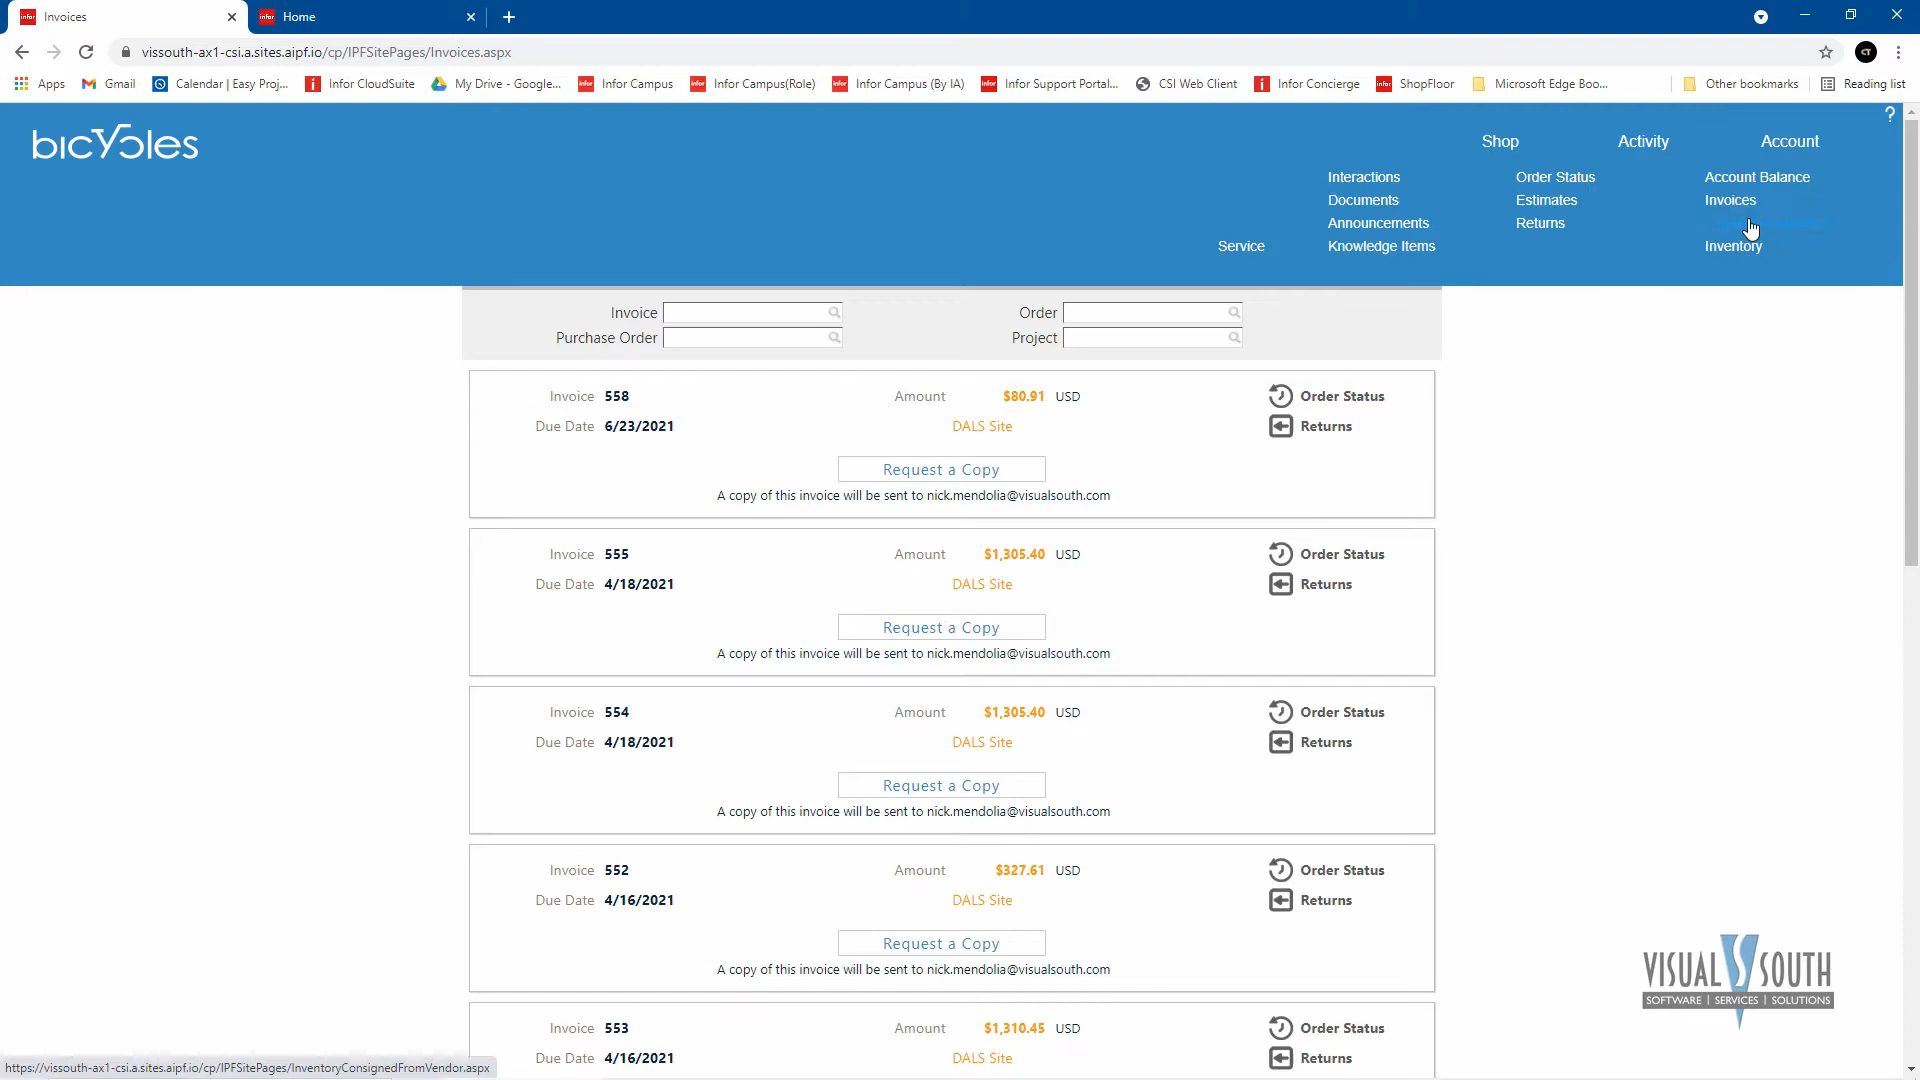 Invoices
Home
vissouth-ax1-csi.a.sites.aipf.io/cp/IPFSitePages/Invoices.aspx
CT
Apps
Gmail
Calendar | Easy Proj...
Infor CloudSuite
My Drive - Google...
Infor Campus
Infor Campus(Role)
Infor Campus (By IA)
Infor Support Portal...
CSI Web Client
Infor Concierge
ShopFloor
Microsoft Edge Boo...
Other bookmarks
Reading list
bicycles
?
Shop
Activity
Account
Interactions
Order Status
Account Balance
Documents
Estimates
Invoices
Announcements
Returns
Service
Knowledge Items
Inventory
Invoice
Order
Purchase Order
Project
Invoice 558
Amount $80.91 USD
Order Status
Due Date 6/23/2021
DALS Site
Returns
Request a Copy
A copy of this invoice will be sent to nick.mendolia@visualsouth.com
Invoice 555
Amount $1,305.40 USD
Order Status
Due Date 4/18/2021
DALS Site
Returns
Request a Copy
A copy of this invoice will be sent to nick.mendolia@visualsouth.com
Invoice 554
Amount $1,305.40 USD
Order Status
Due Date 4/18/2021
DALS Site
Returns
Request a Copy
A copy of this invoice will be sent to nick.mendolia@visualsouth.com
Invoice 552
Amount $327.61 USD
Order Status
Due Date 4/16/2021
DALS Site
Returns
Request a Copy
A copy of this invoice will be sent to nick.mendolia@visualsouth.com
Invoice 553
Amount $1,310.45 USD
Order Status
Due Date 4/16/2021
DALS Site
Returns
VISUAL SOUTH
SOFTWARE | SERVICES | SOLUTIONS
https://vissouth-ax1-csi.a.sites.aipf.io/cp/IPFSitePages/InventoryConsignedFromVendor.aspx